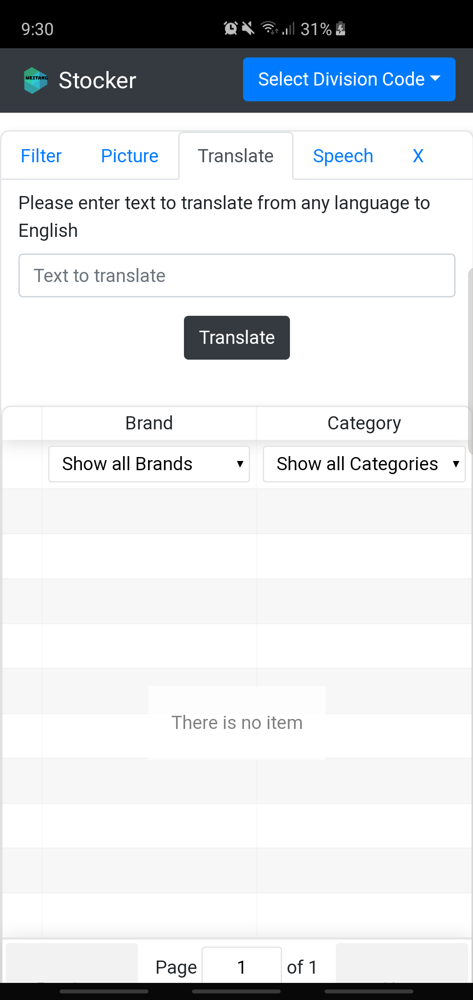 9:30
31%
WEITANG
Stocker
Select Division Code
Filter
Picture
Translate
Speech
X
Please enter text to translate from any language to
English
Text to translate
Translate
Brand
Category
Show all Brands
Show all Categories
There is no item
Page 1 of 1